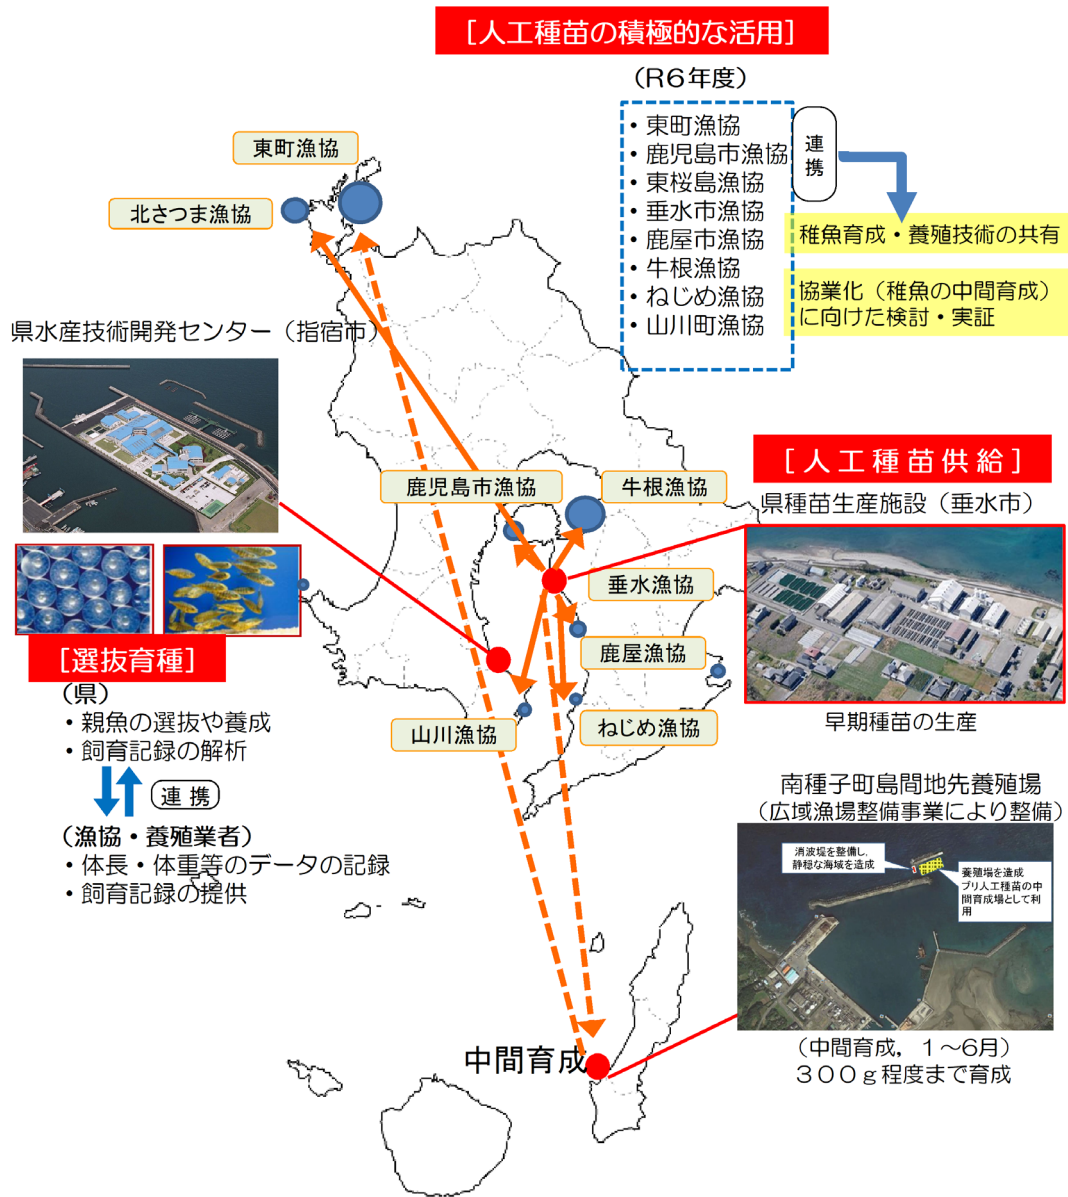 [人工種苗の積極的な活用]
(R6年度)
・東町漁協
・鹿児島市漁協
・東桜島漁協
・垂水市漁協
・鹿屋市漁協
・牛根漁協
・ねじめ漁協
・山川町漁協
連携
稚魚育成・養殖技術の共有
協業化（稚魚の中間育成）
に向けた検討・実証
東町漁協
北さつま漁協
県水産技術開発センター（指宿市）
鹿児島市漁協
牛根漁協
垂水漁協
鹿屋漁協
ねじめ漁協
山川漁協
[人工種苗供給]
県種苗生産施設（垂水市）
早期種苗の生産
[選抜育種]
(県)
・親魚の選抜や養成
・飼育記録の解析
連携
(漁協・養殖業者)
・体長・体重等のデータの記録
・飼育記録の提供
南種子町島間地先養殖場
（広域漁場整備事業により整備）
消波堤を整備し、
静穏な海域を造成
養殖場を造成
ブリ人工種苗の中
間育成場として利
用
中間育成
（中間育成，１～6月）
３００ｇ程度まで育成